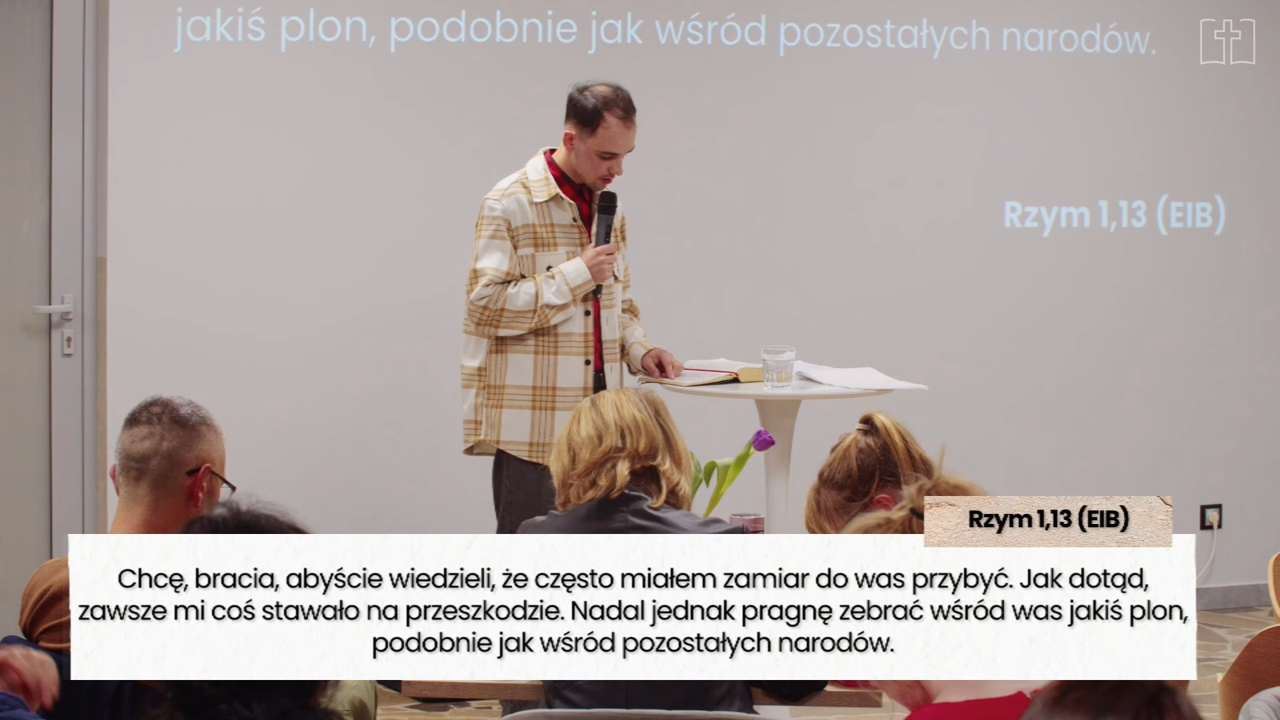 jakiś plon, podobnie jak wśród pozostałych narodów.
Rzym 1,13 (EIB)
Rzym 1,13 (EIB)
Chcę, bracia, abyście wiedzieli, że często miałem zamiar do was przybyć. Jak dotąd,
zawsze mi coś stawało na przeszkodzie. Nadal jednak pragnę zebrać wśród was jakiś plon,
podobnie jak wśród pozostałych narodów.